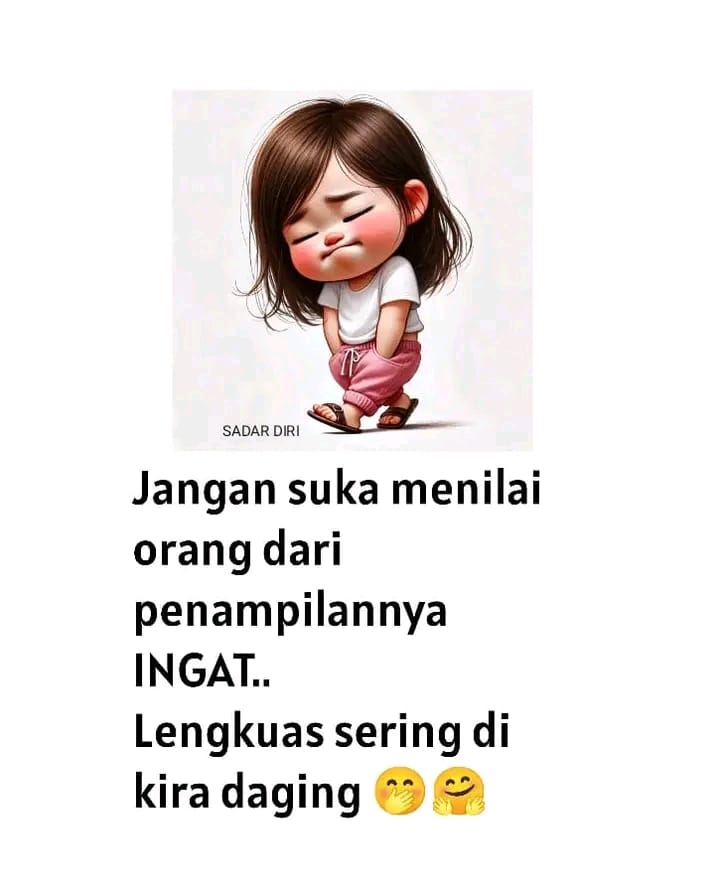 SADAR DIRI
Jangan suka menilai
orang dari
penampilannya
INGAT..
Lengkuas sering di
kira daging 🤭🤗